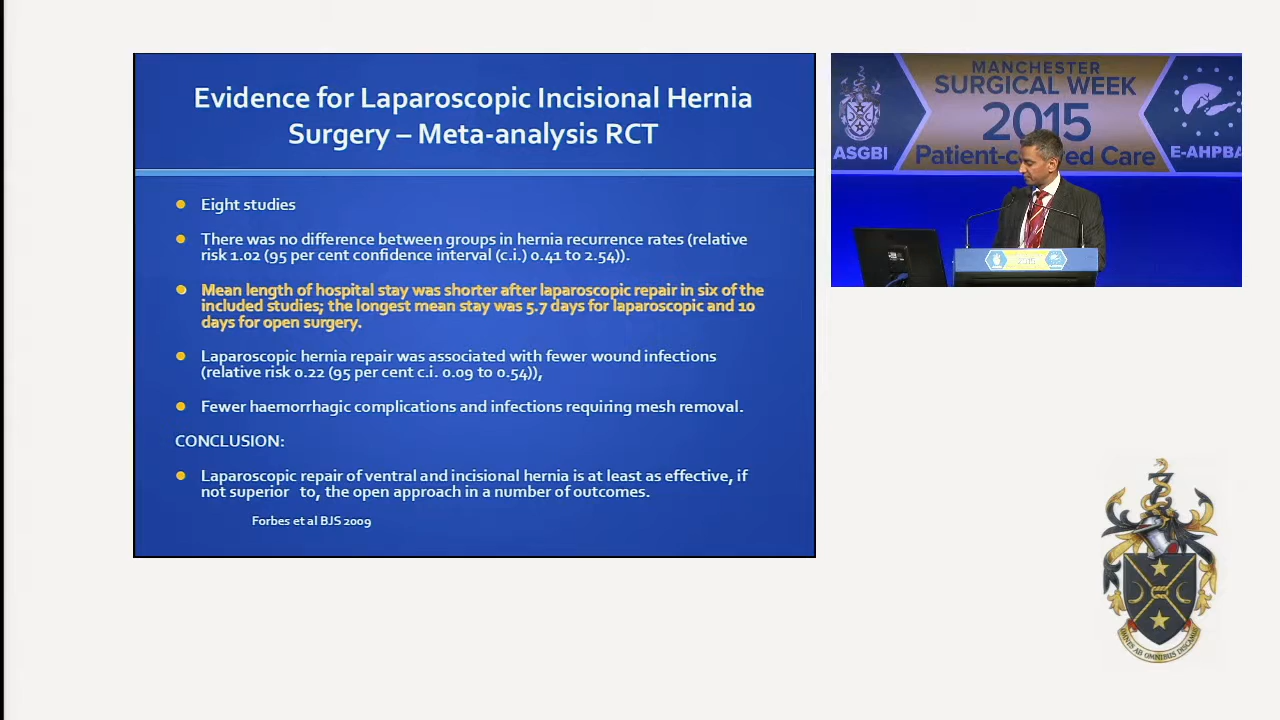 Evidence for Laparoscopic Incisional Hernia
Surgery – Meta-analysis RCT
Eight studies
There was no difference between groups in hernia recurrence rates (relative
risk 1.02 (95 per cent confidence interval (c.i.) 0.41 to 2.54)).
Mean length of hospital stay was shorter after laparoscopic repair in six of the
included studies; the longest mean stay was 5.7 days for laparoscopic and 10
days for open surgery.
Laparoscopic hernia repair was associated with fewer wound infections
(relative risk 0.22 (95 per cent c.i. 0.09 to 0.54)),
Fewer haemorrhagic complications and infections requiring mesh removal.
CONCLUSION:
Laparoscopic repair of ventral and incisional hernia is at least as effective, if
not superior to, the open approach in a number of outcomes.
Forbes et al BJS 2009
MANCHESTER
SURGICAL WEEK
2015
Care
ASGBI
E-AHPBA
2015
OMNES AB OMNIBUS DISCAMUS